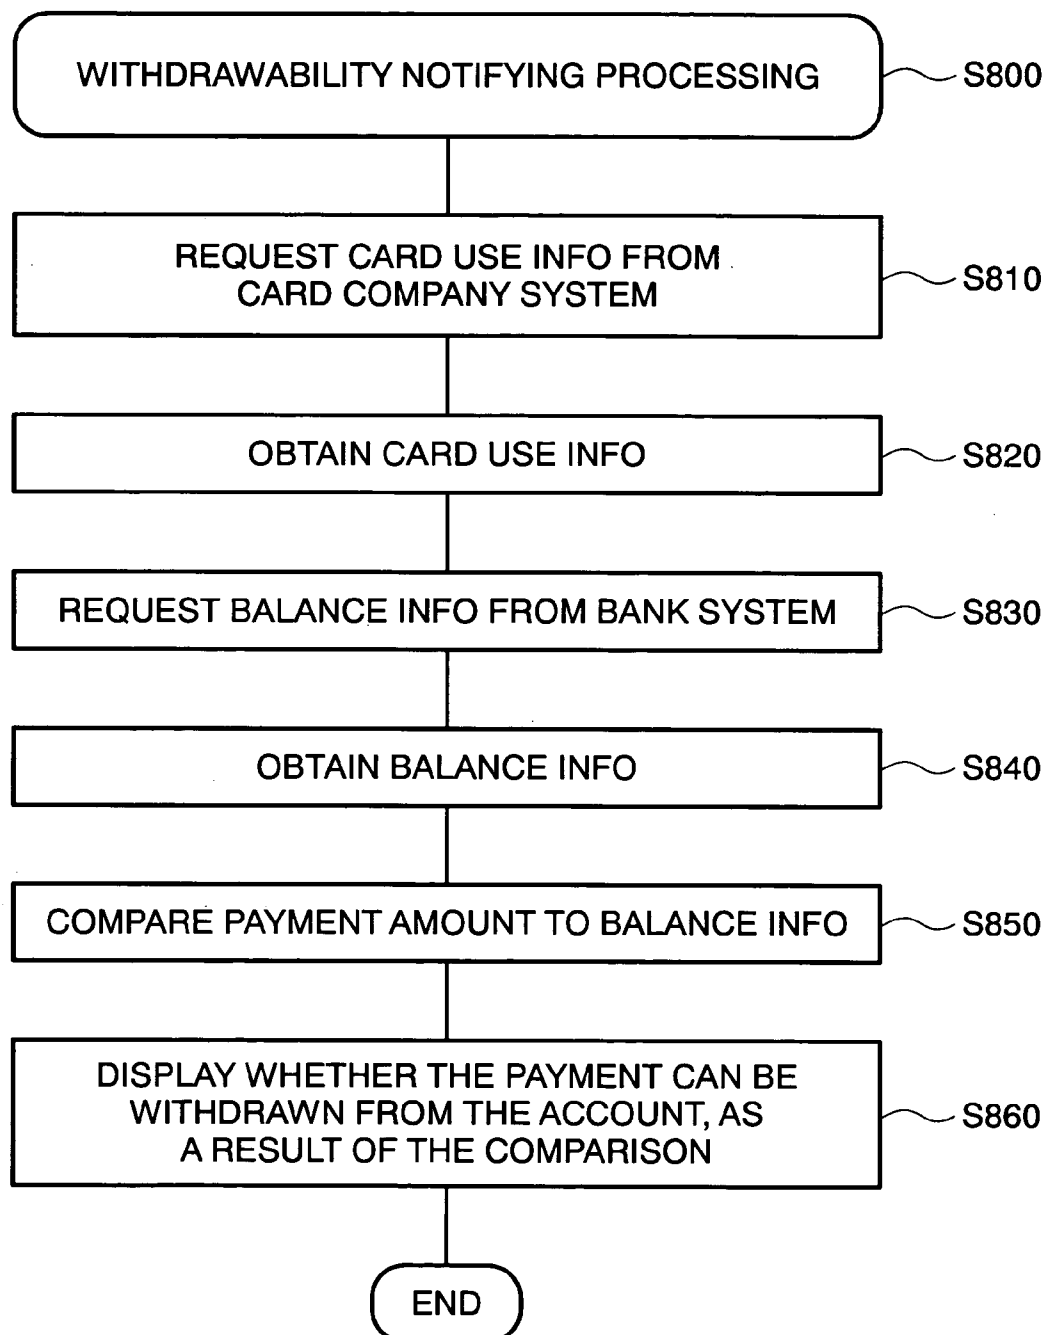 WITHDRAWABILITY NOTIFYING PROCESSING
S800
REQUEST CARD USE INFO FROM
CARD COMPANY SYSTEM
S810
OBTAIN CARD USE INFO
S820
REQUEST BALANCE INFO FROM BANK SYSTEM
S830
OBTAIN BALANCE INFO
S840
COMPARE PAYMENT AMOUNT TO BALANCE INFO
S850
DISPLAY WHETHER THE PAYMENT CAN BE
WITHDRAWN FROM THE ACCOUNT, AS
A RESULT OF THE COMPARISON
S860
END